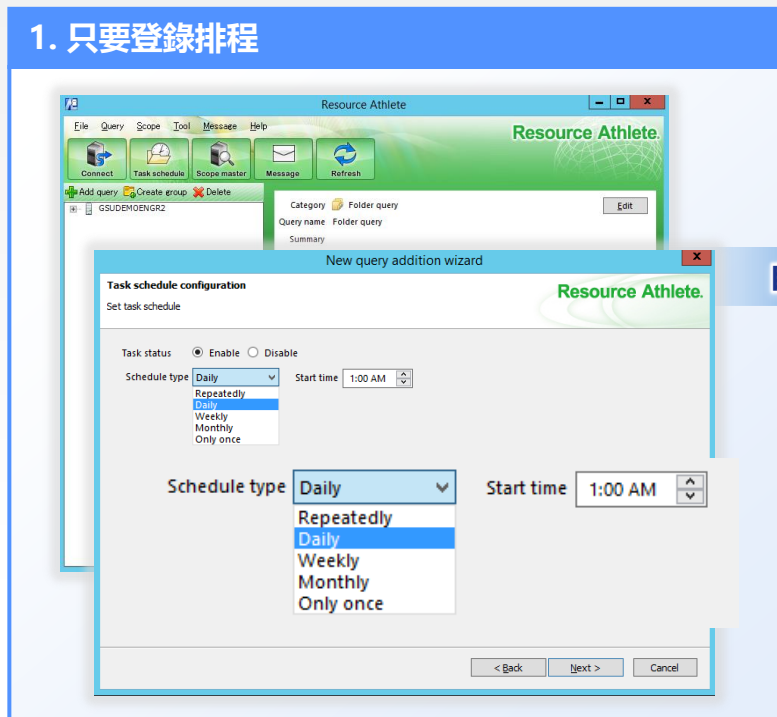 1. 只要登錄排程
Resource Athlete
File Query Scope Tool Message Help
Resource Athlete.
Connect Task schedule Scope master Message Refresh
Add query Create group Delete
GSUDEMOENGR2
Category Folder query
Edit
Query name Folder query
Summary
New query addition wizard
Task schedule configuration
Set task schedule
Resource Athlete.
Task status Enable Disable
Schedule type Daily Start time 1:00 AM
Repeatedly
Daily
Weekly
Monthly
Only once
Schedule type Daily Start time 1:00 AM
Repeatedly
Daily
Weekly
Monthly
Only once
< Back Next > Cancel